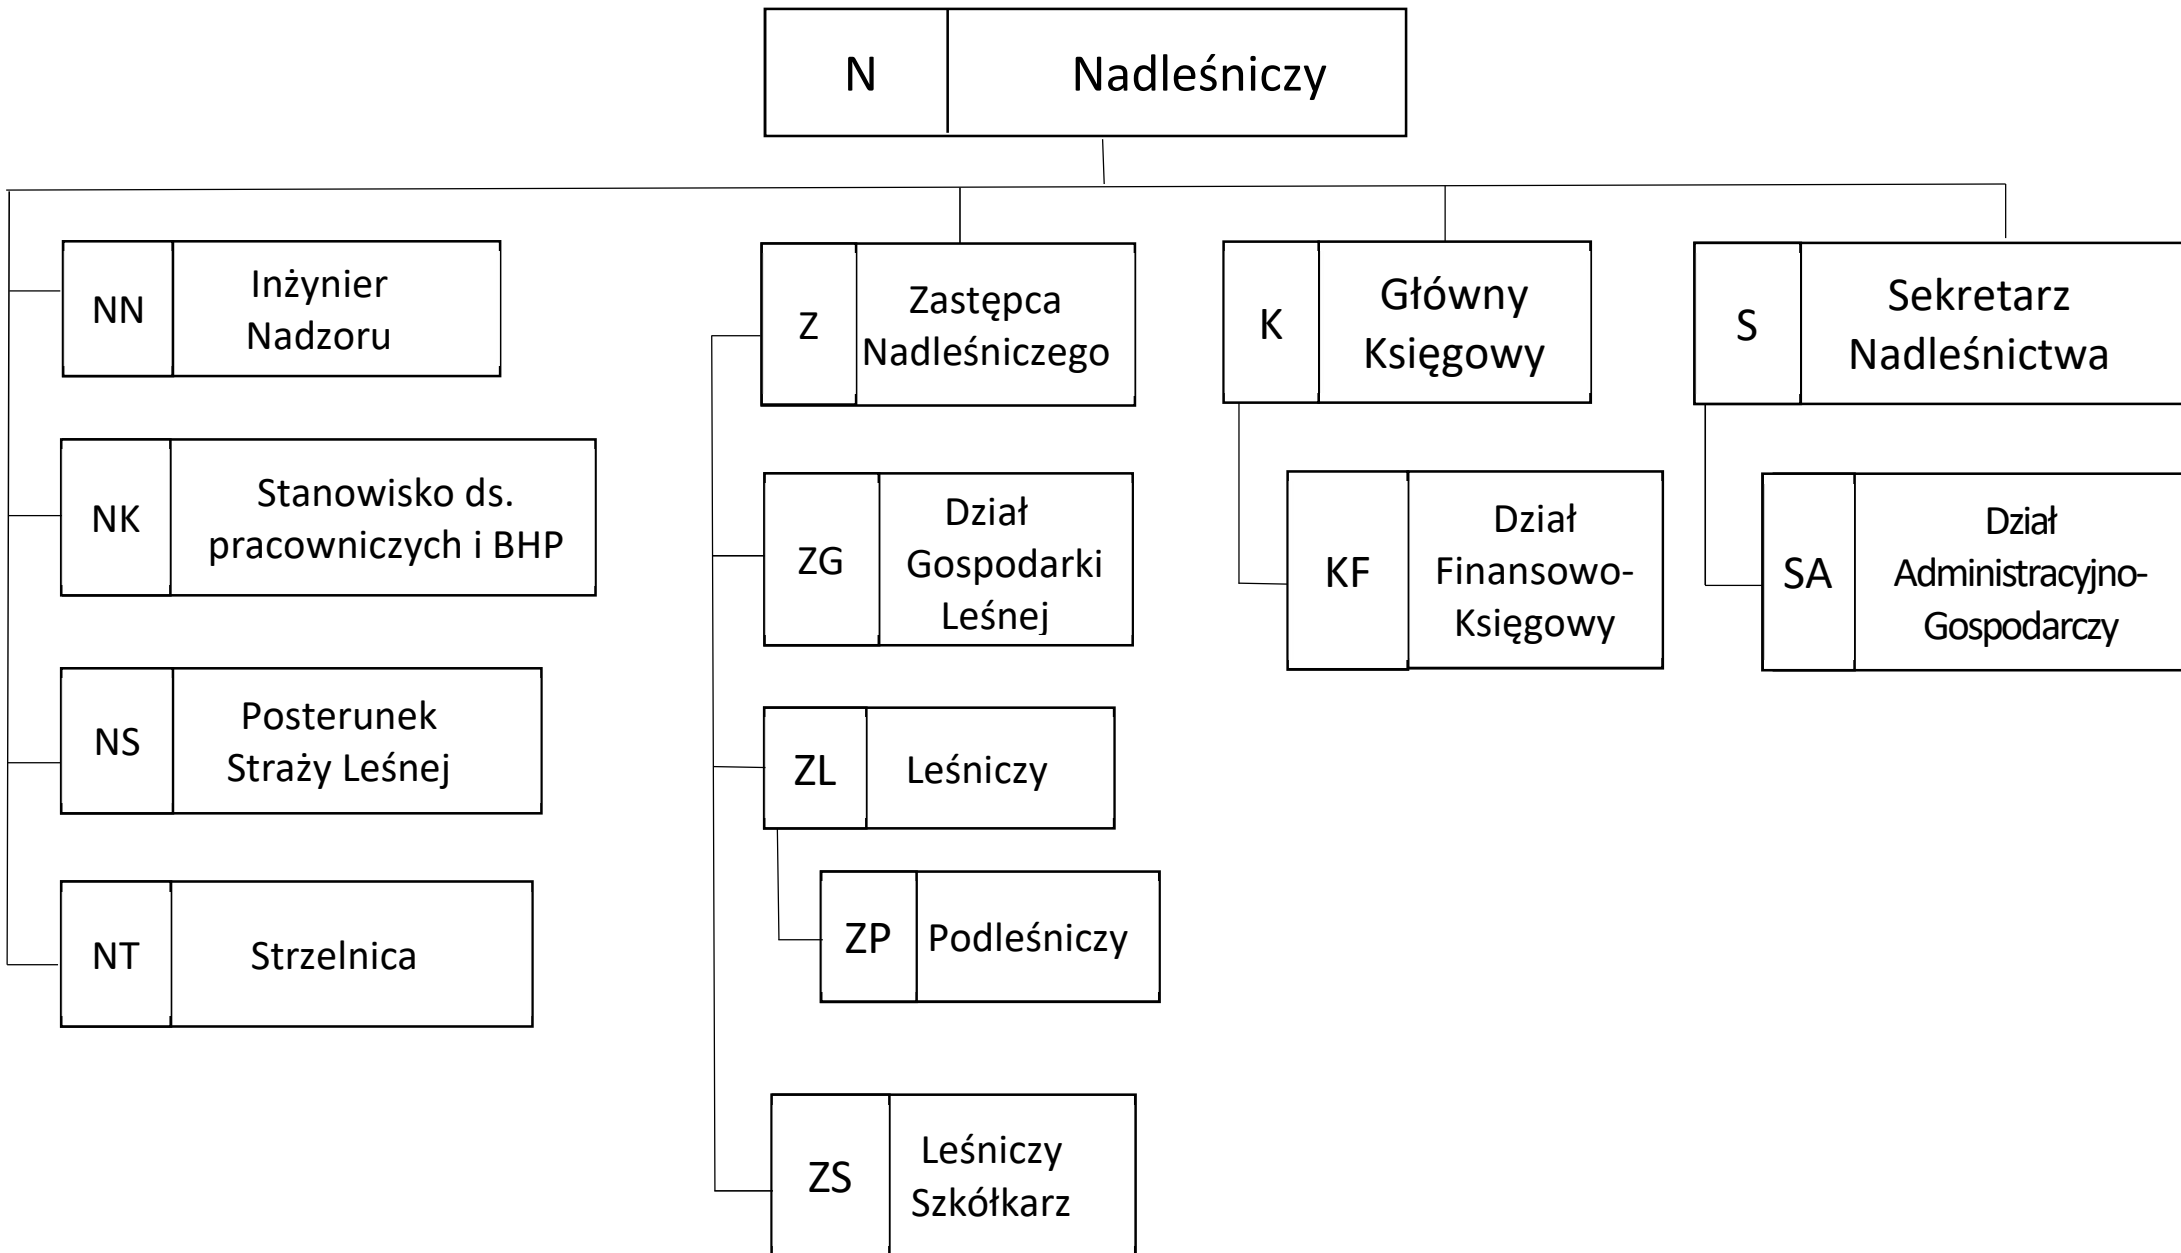 N
Nadleśniczy
NN
Inżynier
Nadzoru
NK
Stanowisko ds.
pracowniczych i BHP
NS
Posterunek
Straży Leśnej
NT
Strzelnica
Z
Zastępca
Nadleśniczego
ZG
Dział
Gospodarki
Leśnej
ZL
Leśniczy
ZP
Podleśniczy
ZS
Leśniczy
Szkółkarz
K
Główny
Księgowy
KF
Dział
Finansowo-
Księgowy
S
Sekretarz
Nadleśnictwa
SA
Dział
Administracyjno-
Gospodarczy